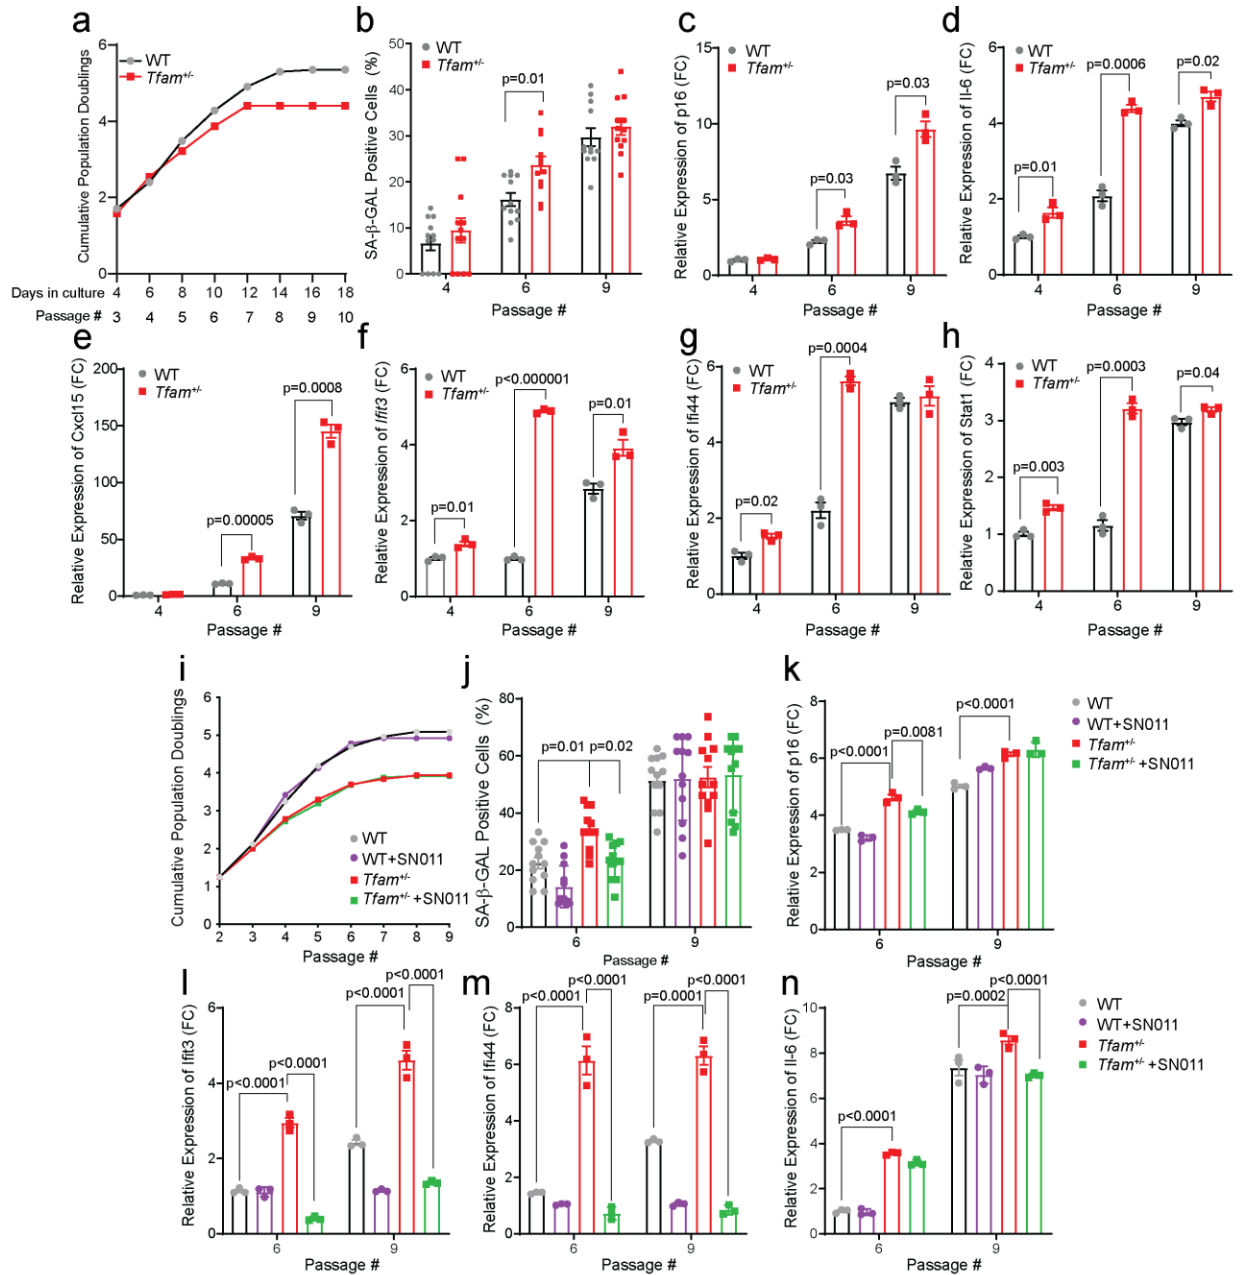 a
Cumulative Population Doublings
6
4
2
0
WT
Tfam+/-
Days in culture 4 6 8 10 12 14 16 18
Passage # 3 4 5 6 7 8 9 10
b
SA-β-GAL Positive Cells (%)
50
40
30
20
10
0
WT
Tfam+/-
p=0.01
4 6 9
Passage #
c
Relative Expression of p16 (FC)
15
10
5
0
WT
Tfam+/-
p=0.03
p=0.03
4 6 9
Passage #
d
Relative Expression of Il-6 (FC)
6
4
2
0
WT
Tfam+/-
p=0.01
p=0.0006
p=0.02
4 6 9
Passage #
e
Relative Expression of Cxcl15 (FC)
200
150
100
50
0
WT
Tfam+/-
p=0.00005
p=0.0008
4 6 9
Passage #
f
Relative Expression of Ifit3 (FC)
6
4
2
0
WT
Tfam+/-
p=0.01
p<0.000001
p=0.01
4 6 9
Passage #
g
Relative Expression of Ifi44 (FC)
6
4
2
0
WT
Tfam+/-
p=0.02
p=0.0004
4 6 9
Passage #
h
Relative Expression of Stat1 (FC)
4
3
2
1
0
WT
Tfam+/-
p=0.003
p=0.0003
p=0.04
4 6 9
Passage #
i
Cumulative Population Doublings
6
5
4
3
2
1
0
WT
WT+SN011
Tfam+/-
Tfam+/- +SN011
2 3 4 5 6 7 8 9
Passage #
j
SA-β-GAL Positive Cells (%)
80
60
40
20
0
p=0.01
p=0.02
6 9
Passage #
k
Relative Expression of p16 (FC)
8
6
4
2
0
p<0.0001
p=0.0081
p<0.0001
6 9
Passage #
WT
WT+SN011
Tfam+/-
Tfam+/- +SN011
l
Relative Expression of Ifit3 (FC)
6
4
2
0
p<0.0001
p<0.0001
p<0.0001
p<0.0001
6 9
Passage #
m
Relative Expression of Ifi44 (FC)
8
6
4
2
0
p<0.0001
p<0.0001
p=0.0001
p<0.0001
6 9
Passage #
n
Relative Expression of Il-6 (FC)
10
8
6
4
2
0
p<0.0001
p=0.0002
p<0.0001
6 9
Passage #
WT
WT+SN011
Tfam+/-
Tfam+/- +SN011